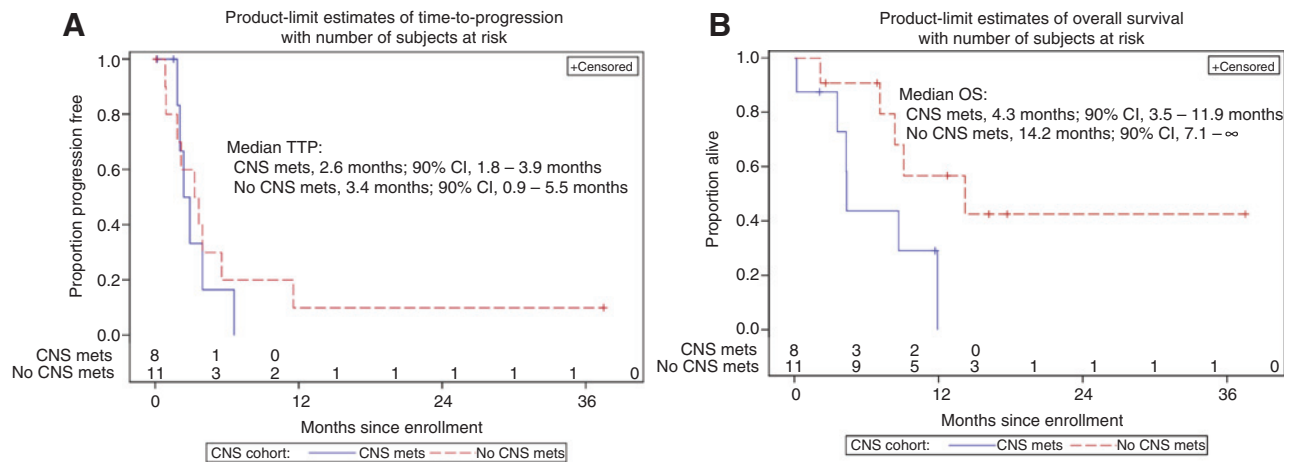 A
Product-limit estimates of time-to-progression
with number of subjects at risk
+Censored
Proportion progression free
1.0
0.8
0.6
0.4
0.2
0.0
Median TTP:
CNS mets, 2.6 months; 90% CI, 1.8 – 3.9 months
No CNS mets, 3.4 months; 90% CI, 0.9 – 5.5 months
CNS mets 8 1 0
No CNS mets 11 3 2 1 1 1 1 1 0
0 12 24 36
Months since enrollment
CNS cohort: CNS mets No CNS mets
B
Product-limit estimates of overall survival
with number of subjects at risk
+Censored
Proportion alive
1.0
0.8
0.6
0.4
0.2
0.0
Median OS:
CNS mets, 4.3 months; 90% CI, 3.5 – 11.9 months
No CNS mets, 14.2 months; 90% CI, 7.1 – ∞
CNS mets 8 3 2 0
No CNS mets 11 9 5 3 1 1 1 1 0
0 12 24 36
Months since enrollment
CNS cohort: CNS mets No CNS mets